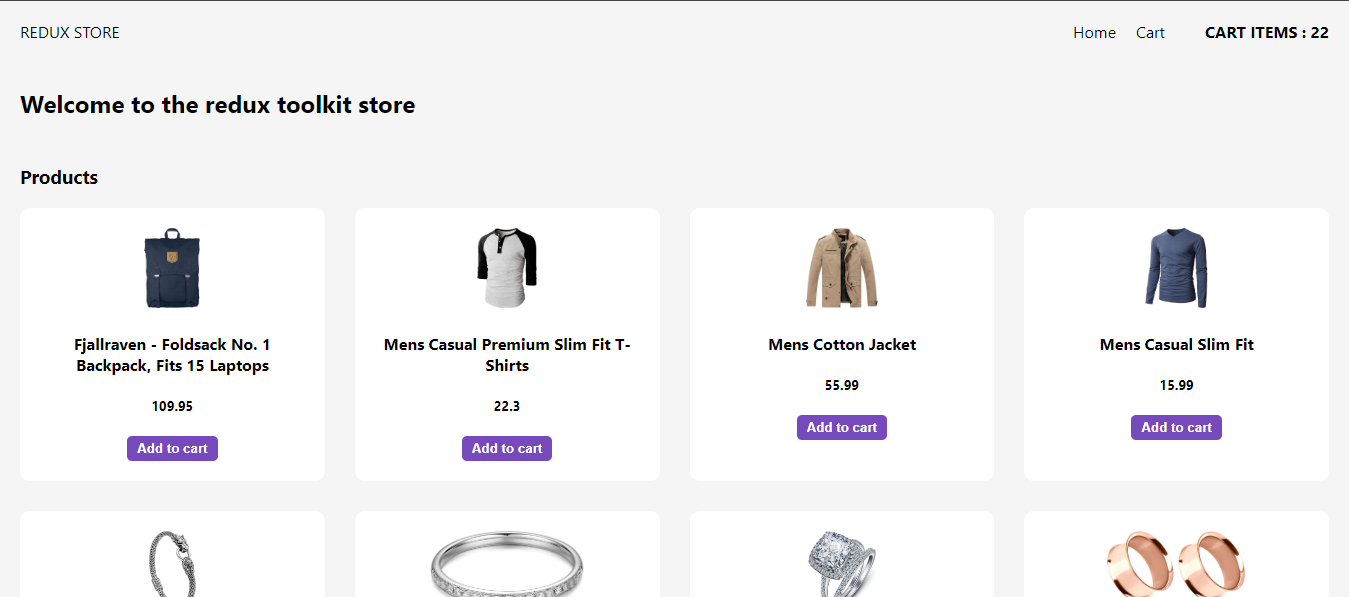 REDUX STORE
Home
Cart
CART ITEMS : 22
Welcome to the redux toolkit store
Products
Fjallraven - Foldsack No. 1
Backpack, Fits 15 Laptops
109.95
Add to cart
Mens Casual Premium Slim Fit T-
Shirts
22.3
Add to cart
Mens Cotton Jacket
55.99
Add to cart
Mens Casual Slim Fit
15.99
Add to cart